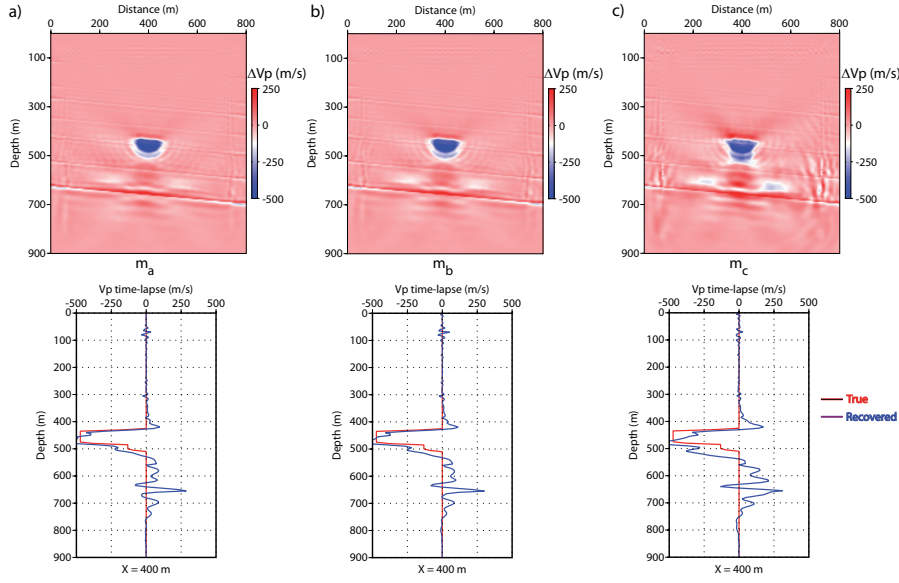 a)
Distance (m)
0 200 400 600 800
100
300
500
700
900
Depth (m)
ΔVp (m/s)
250
0
-250
-500
m_a
b)
Distance (m)
0 200 400 600 800
100
300
500
700
900
Depth (m)
ΔVp (m/s)
250
0
-250
-500
m_b
c)
Distance (m)
0 200 400 600 800
100
300
500
700
900
Depth (m)
ΔVp (m/s)
250
0
-250
-500
m_c
Vp time-lapse (m/s)
-500 -250 0 250 500
0
100
200
300
400
500
600
700
800
900
Depth (m)
X = 400 m
Vp time-lapse (m/s)
-500 -250 0 250 500
0
100
200
300
400
500
600
700
800
900
Depth (m)
X = 400 m
Vp time-lapse (m/s)
-500 -250 0 250 500
0
100
200
300
400
500
600
700
800
900
Depth (m)
X = 400 m
True
Recovered